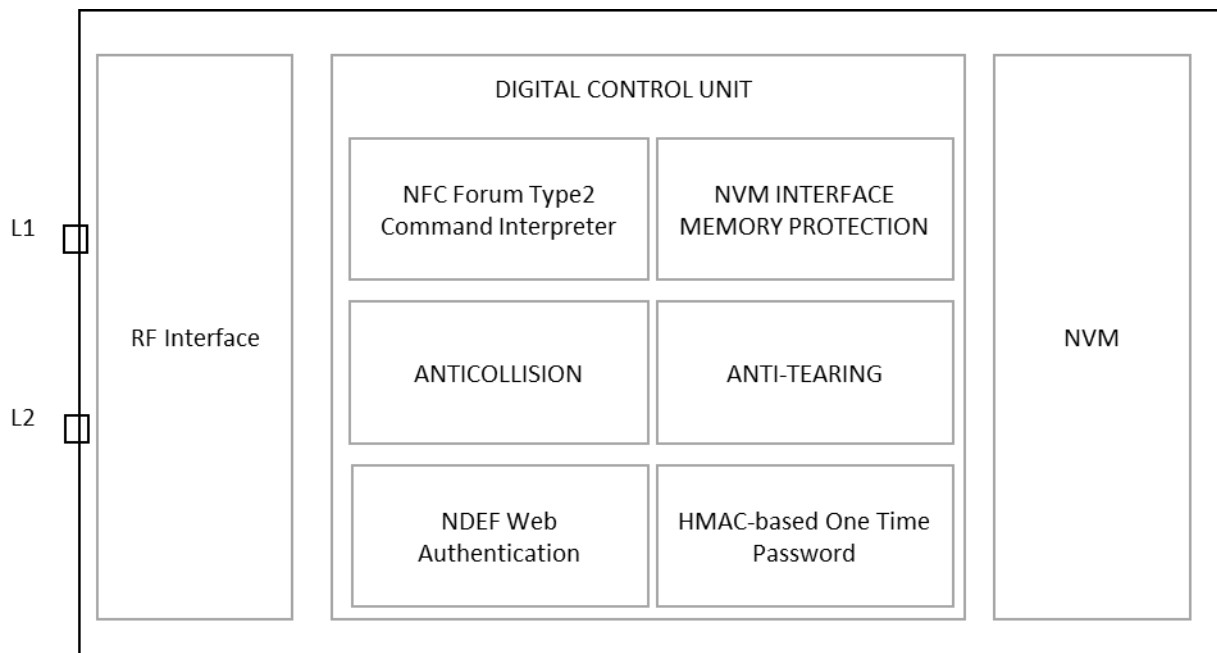 DIGITAL CONTROL UNIT
NFC Forum Type2
Command Interpreter
NVM INTERFACE
MEMORY PROTECTION
L1
RF Interface
NVM
ANTICOLLISION
ANTI-TEARING
L2
NDEF Web
Authentication
HMAC-based One Time
Password